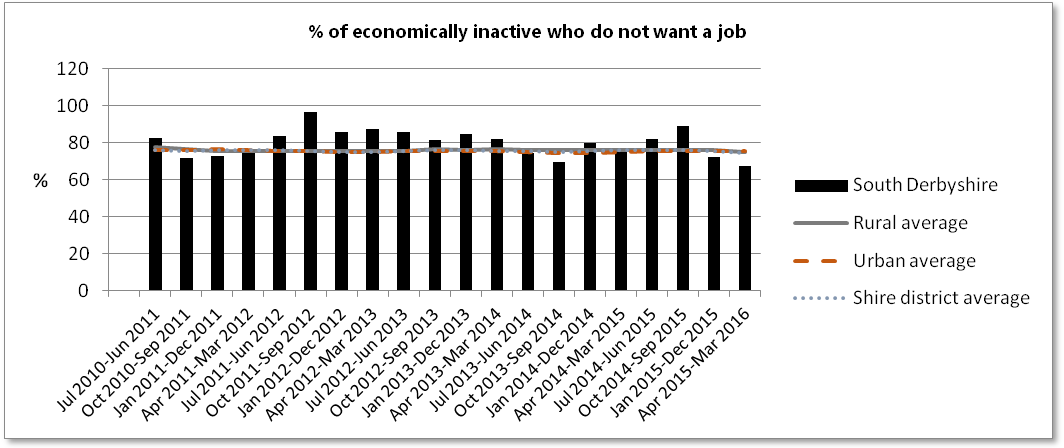 % of economically inactive who do not want a job
120
100
80
60
40
20
0
%
Jul 2010-Jun 2011
Oct 2010-Sep 2011
Jan 2011-Dec 2011
Apr 2011-Mar 2012
Jul 2011-Jun 2012
Oct 2011-Sep 2012
Jan 2012-Dec 2012
Apr 2012-Mar 2013
Jul 2012-Jun 2013
Oct 2012-Sep 2013
Jan 2013-Dec 2013
Apr 2013-Mar 2014
Jul 2013-Jun 2014
Oct 2013-Sep 2014
Jan 2014-Dec 2014
Apr 2014-Mar 2015
Jul 2014-Jun 2015
Oct 2014-Sep 2015
Jan 2015-Dec 2015
Apr 2015-Mar 2016
South Derbyshire
Rural average
Urban average
Shire district average